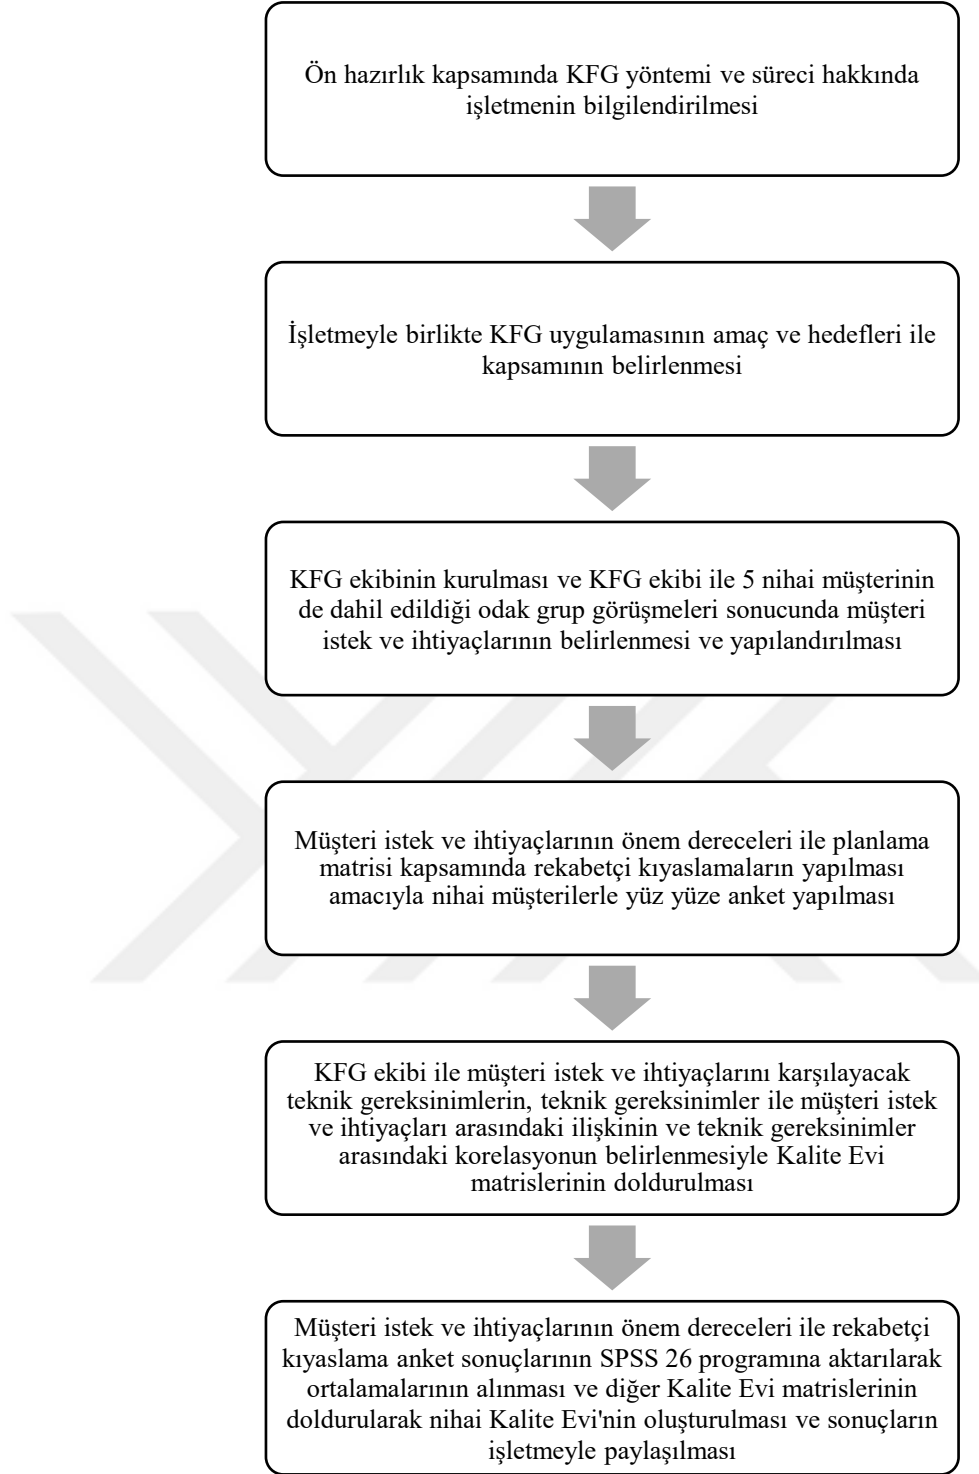 Ön hazırlık kapsamında KFG yöntemi ve süreci hakkında
işletmenin bilgilendirilmesi
İşletmeyle birlikte KFG uygulamasının amaç ve hedefleri ile
kapsamının belirlenmesi
KFG ekibinin kurulması ve KFG ekibi ile 5 nihai müşterinin
de dahil edildiği odak grup görüşmeleri sonucunda müşteri
istek ve ihtiyaçlarının belirlenmesi ve yapılandırılması
Müşteri istek ve ihtiyaçlarının önem dereceleri ile planlama
matrisi kapsamında rekabetçi kıyaslamaların yapılması
amacıyla nihai müşterilerle yüz yüze anket yapılması
KFG ekibi ile müşteri istek ve ihtiyaçlarını karşılayacak
teknik gereksinimlerin, teknik gereksinimler ile müşteri istek
ve ihtiyaçları arasındaki ilişkinin ve teknik gereksinimler
arasındaki korelasyonun belirlenmesiyle Kalite Evi
matrislerinin doldurulması
Müşteri istek ve ihtiyaçlarının önem dereceleri ile rekabetçi
kıyaslama anket sonuçlarının SPSS 26 programına aktarılarak
ortalamalarının alınması ve diğer Kalite Evi matrislerinin
doldurularak nihai Kalite Evi'nin oluşturulması ve sonuçların
işletmeyle paylaşılması